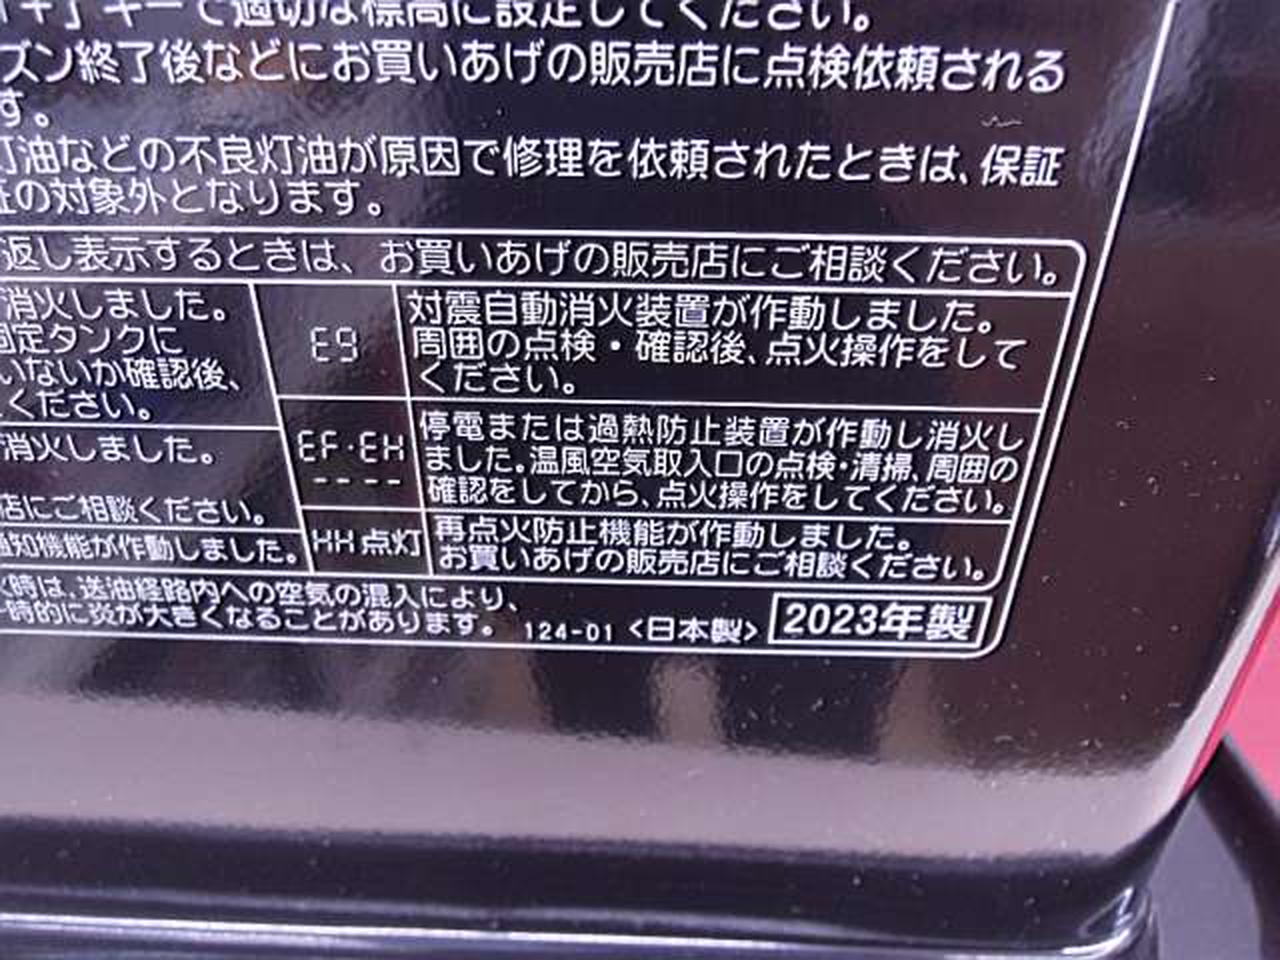 キーで適切な標高に設定してください。
ズン終了後などにお買いあげの販売店に点検依頼される
す。
灯油などの不良灯油が原因で修理を依頼されたときは、保証
証の対象外となります。
返し表示するときは、お買いあげの販売店にご相談ください。
消火しました。
固定タンクに
いないか確認後、
ください。
E9
対震自動消火装置が作動しました。
周囲の点検・確認後、点火操作をして
ください。
消火しました。
店にご相談ください。
EF・EH
----
停電または過熱防止装置が作動し消火し
ました。温風空気取入口の点検・清掃、周囲の
確認をしてから、点火操作をしてください。
通知機能が作動しました。
HH 点灯
再点火防止機能が作動しました。
お買いあげの販売店にご相談ください。
時は、送油経路内への空気の混入により、
一時的に炎が大きくなることがあります。
124-01 <日本製> 2023年製